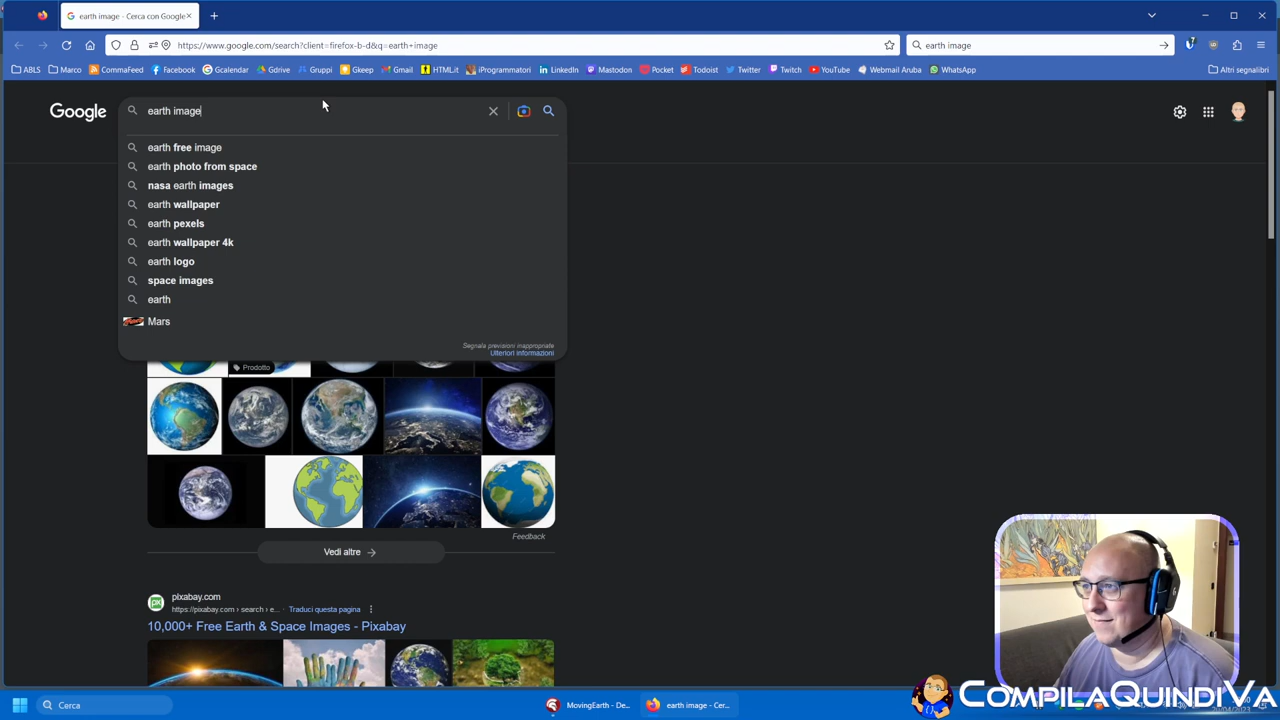 earth image - Cerca con Google
https://www.google.com/search?client=firefox-b-d&q=earth+image
earth image
ABLS
Marco
CommaFeed
Facebook
Gcalendar
Gdrive
Gruppi
Gkeep
Gmail
HTMLit
iProgrammatori
LinkedIn
Mastodon
Pocket
Todoist
Twitter
Twitch
YouTube
Webmail Aruba
WhatsApp
Altri segnalibri
Google
earth image
earth free image
earth photo from space
nasa earth images
earth wallpaper
earth pexels
earth wallpaper 4k
earth logo
space images
earth
Mars
Segnala previsioni inappropriate
Ulteriori informazioni
Prodotto
Feedback
Vedi altre
pixabay.com
https://pixabay.com › search › e...
Traduci questa pagina
10,000+ Free Earth & Space Images - Pixabay
CompilaQuindiVa
Cerca
MovingEarth - De...
earth image - Cer...